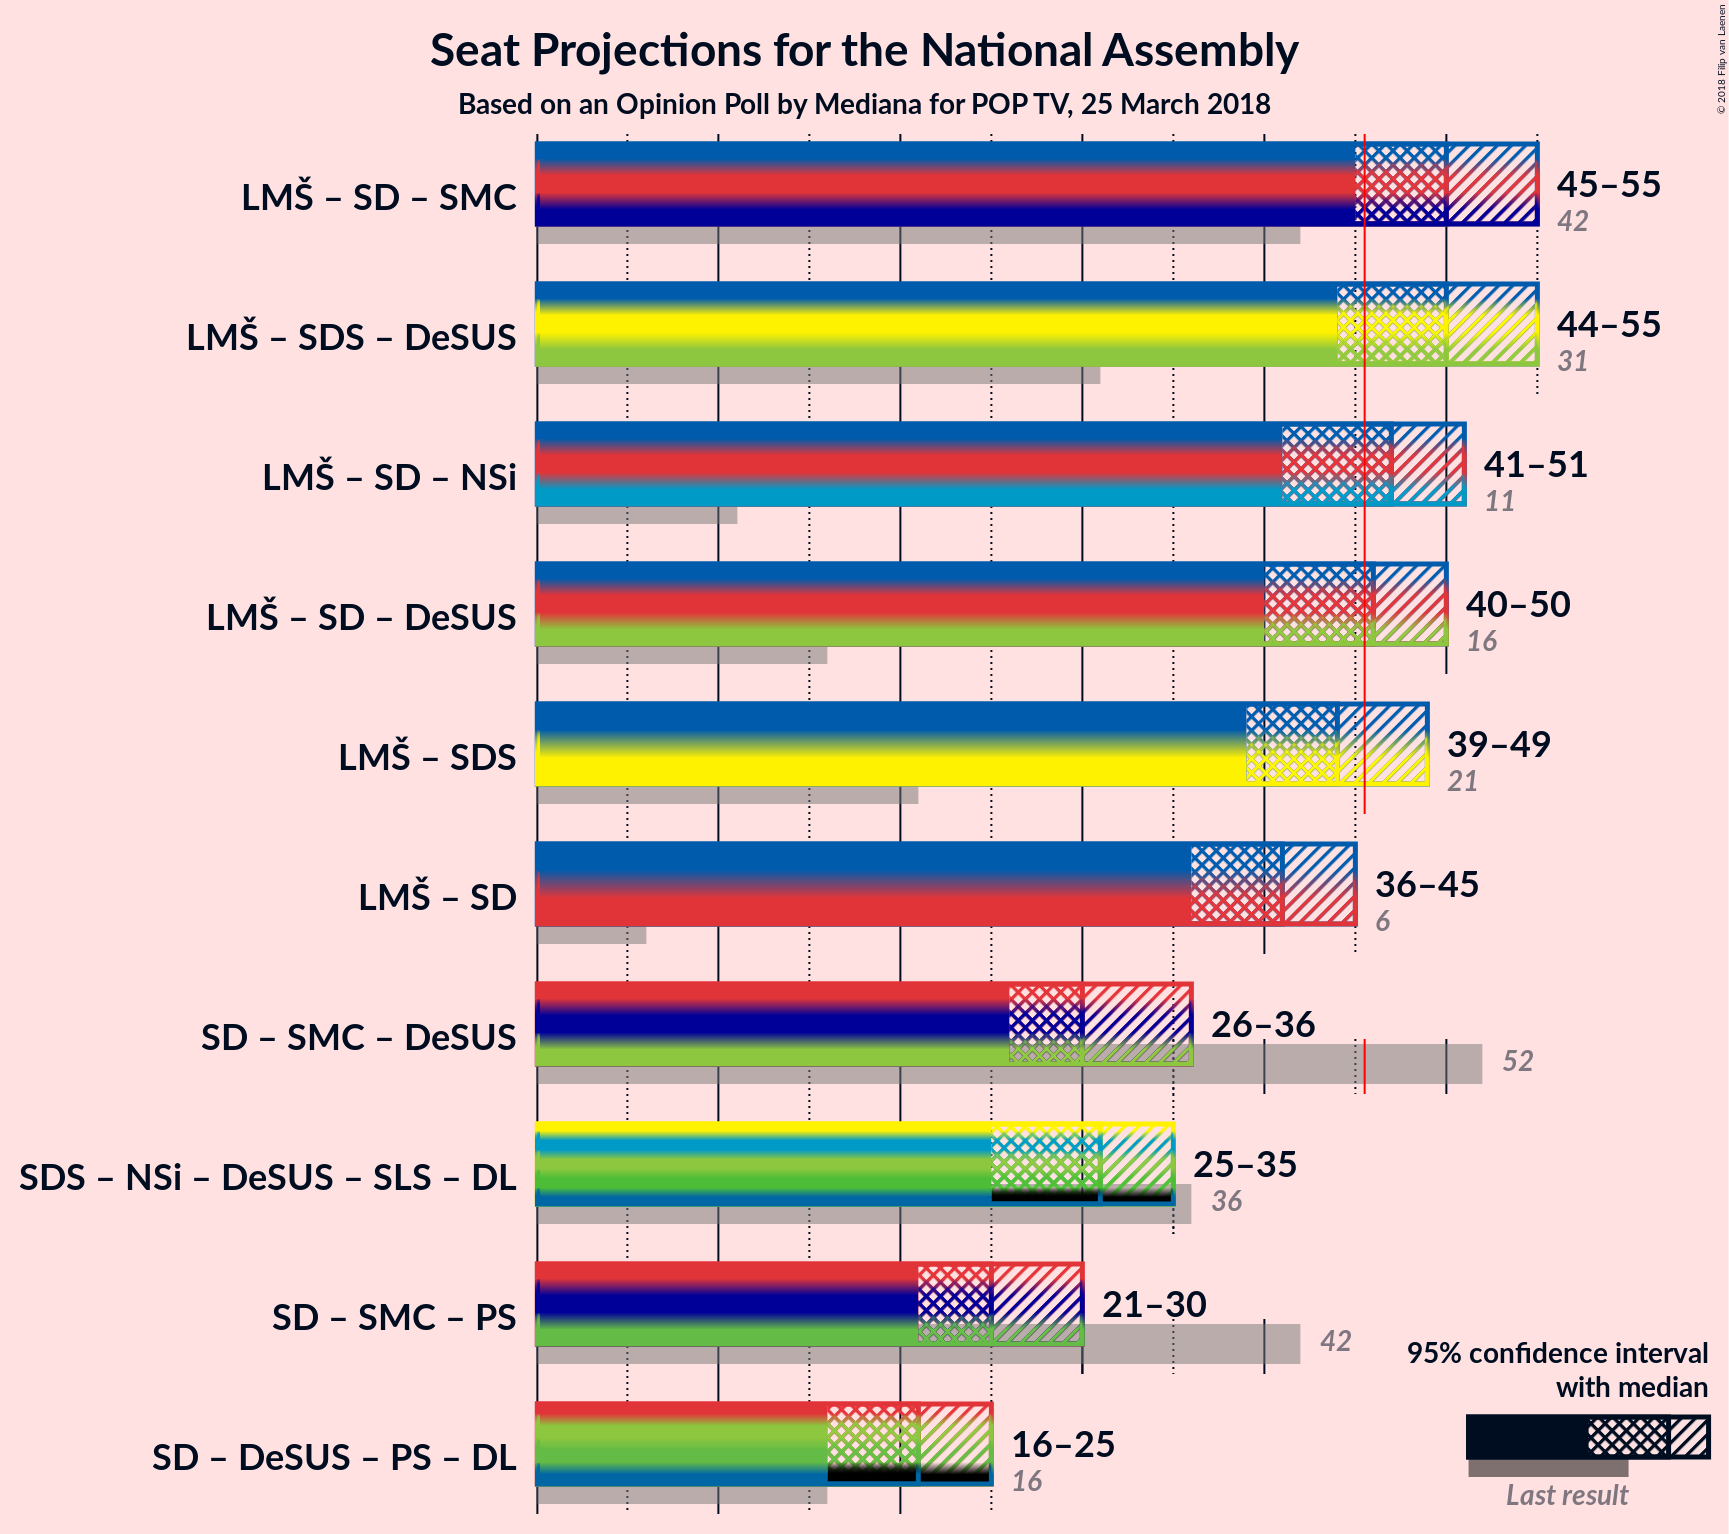 Seat Projections for the National Assembly
Based on an Opinion Poll by Mediana for POP TV, 25 March 2018
© 2018 Filip van Laenen
LMŠ – SD – SMC
45–55
42
LMŠ – SDS – DeSUS
44–55
31
LMŠ – SD – NSi
41–51
11
LMŠ – SD – DeSUS
40–50
16
LMŠ – SDS
39–49
21
LMŠ – SD
36–45
6
SD – SMC – DeSUS
26–36
52
SDS – NSi – DeSUS – SLS – DL
25–35
36
SD – SMC – PS
21–30
42
SD – DeSUS – PS – DL
16–25
16
95% confidence interval
with median
Last result